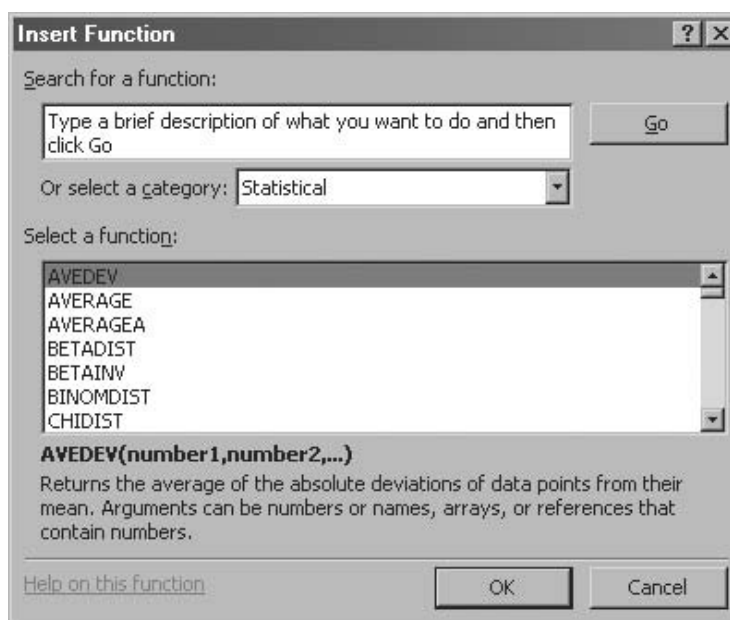 Insert Function
Search for a function:
Type a brief description of what you want to do and then
click Go
Go
Or select a category: Statistical
Select a function:
AVEDEV
AVERAGE
AVERAGEA
BETADIST
BETAINV
BINOMDIST
CHIDIST
AVEDEV(number1,number2,...)
Returns the average of the absolute deviations of data points from their
mean. Arguments can be numbers or names, arrays, or references that
contain numbers.
Help on this function
OK
Cancel